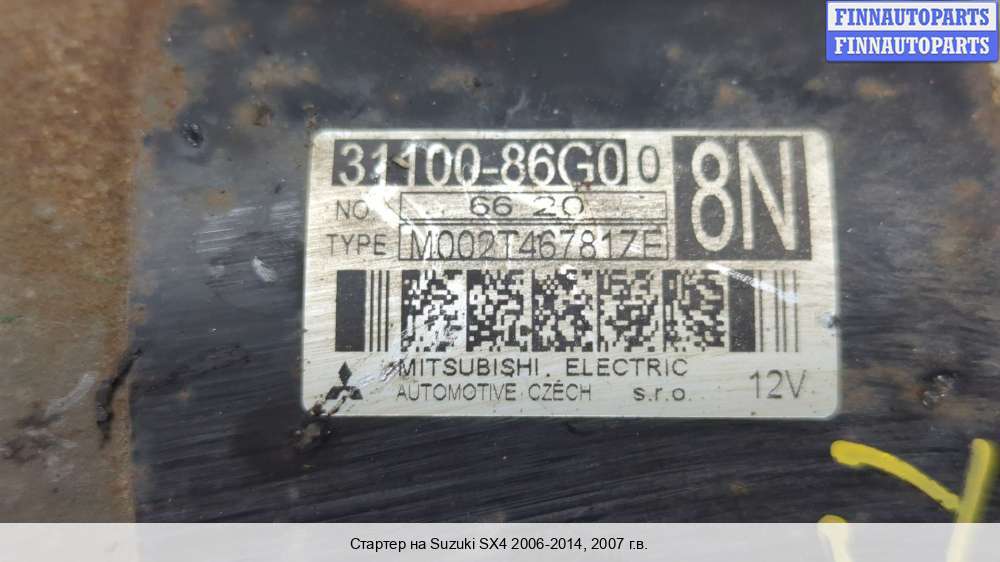 FINNAUTOPARTS
FINNAUTOPARTS
31100-86G00
8N
NO. 66 20
TYPE M002T46781ZE
MITSUBISHI ELECTRIC
AUTOMOTIVE CZECH s.r.o.
12V
Стартер на Suzuki SX4 2006-2014, 2007 г.в.